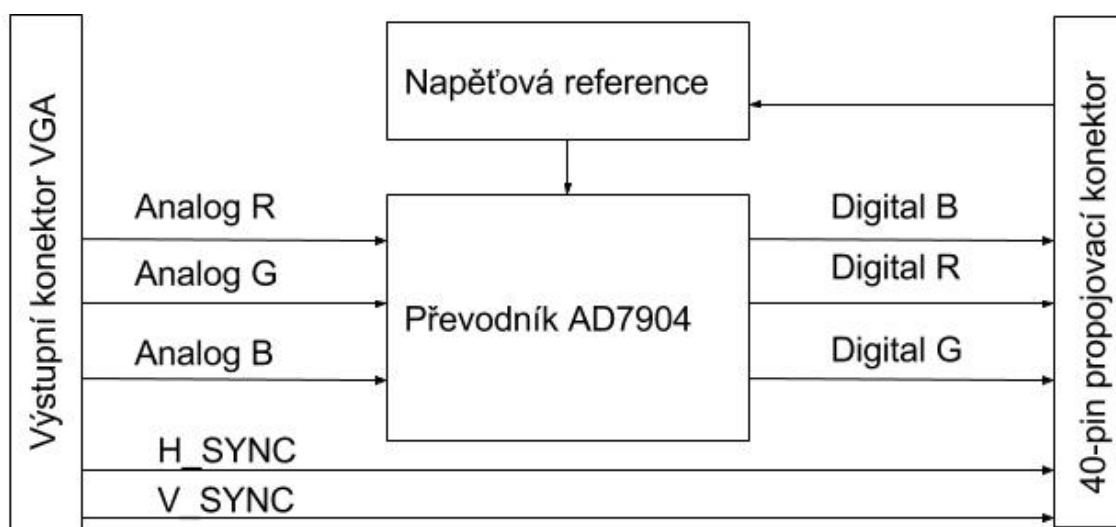 Výstupní konektor VGA
Napěťová reference
40-pin propojovací konektor
Analog R
Analog G
Analog B
Převodník AD7904
Digital B
Digital R
Digital G
H_SYNC
V_SYNC